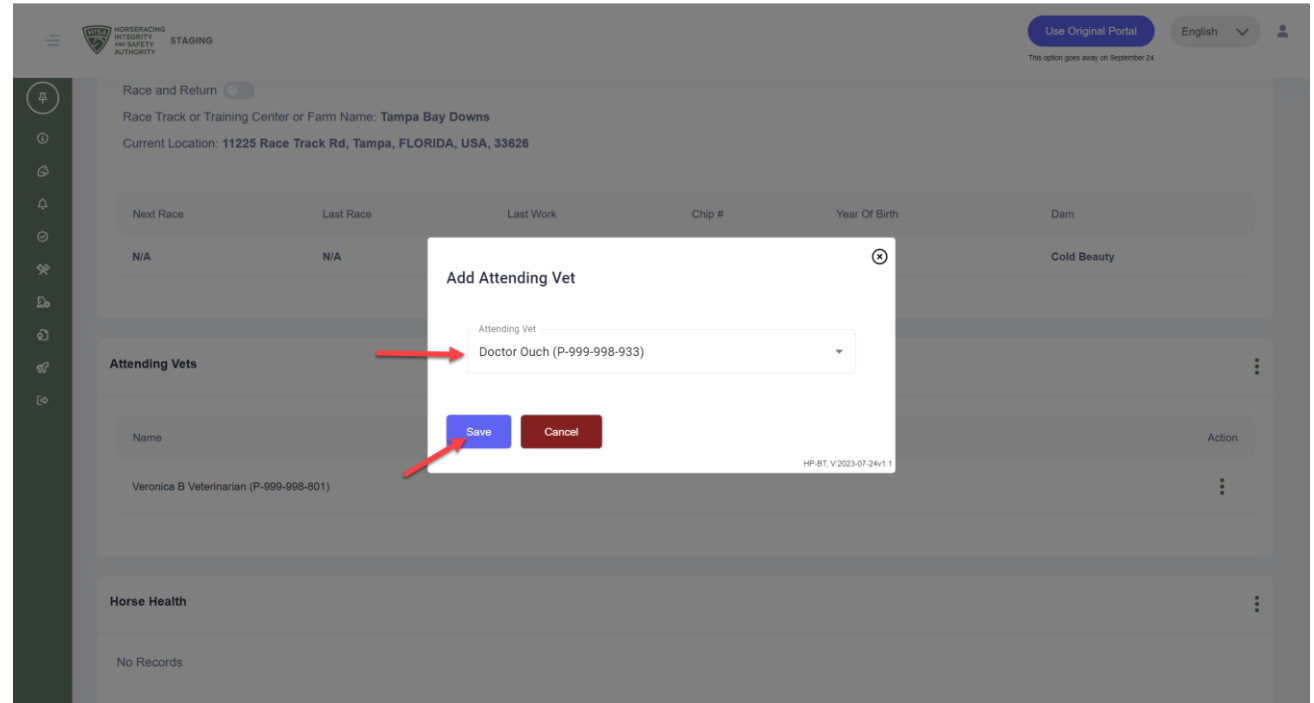 HISA
HORSERACING
INTEGRITY
AND SAFETY
AUTHORITY
STAGING
Use Original Portal
This option goes away on September 24
English
Race and Return
Race Track or Training Center or Farm Name: Tampa Bay Downs
Current Location: 11225 Race Track Rd, Tampa, FLORIDA, USA, 33626
Next Race Last Race Last Work Chip # Year Of Birth Dam
N/A N/A Cold Beauty
Add Attending Vet
Attending Vet
Doctor Ouch (P-999-998-933)
Save Cancel
HP-BT, V:2023-07-24v1.1
Attending Vets
Name Action
Veronica B Veterinarian (P-999-998-801)
Horse Health
No Records